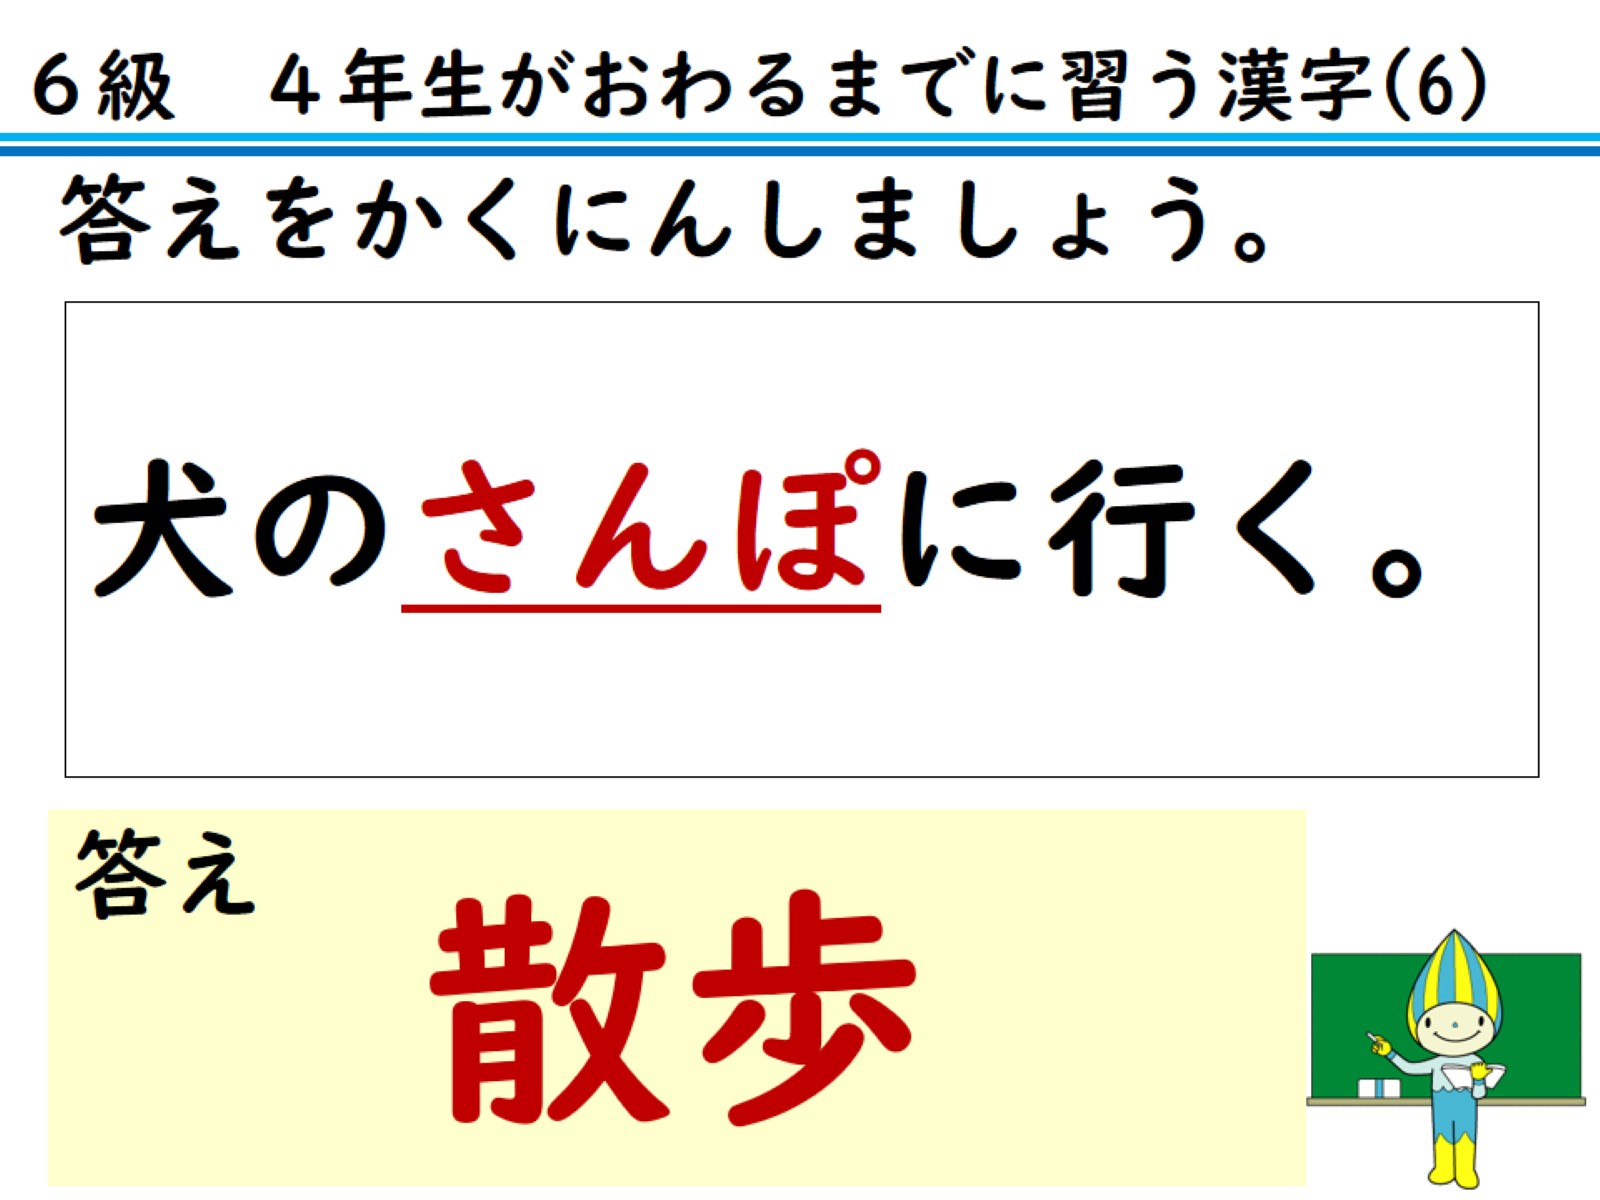 ６級　４年生がおわるまでに習う漢字(6)
答えをかくにんしましょう。
犬のさんぽに行く。
答え
散歩